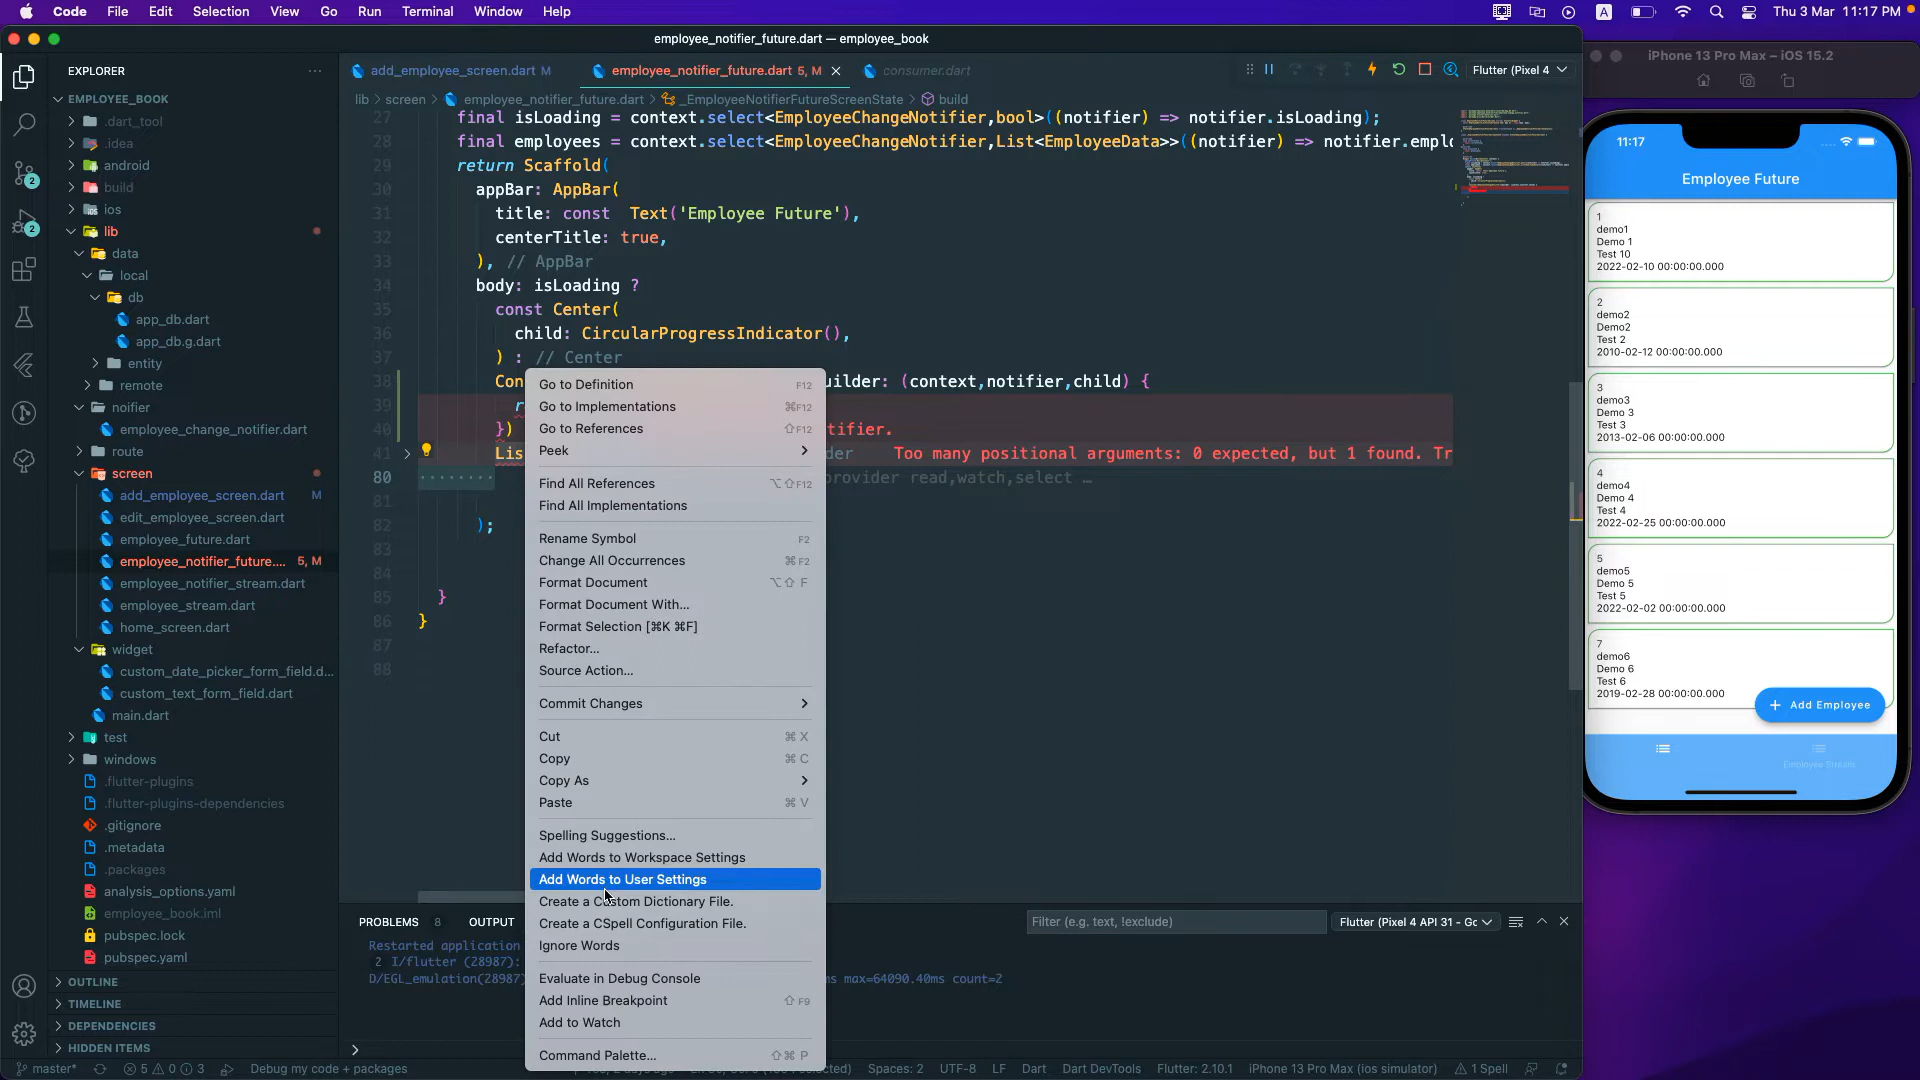 Code File Edit Selection View Go Run Terminal Window Help
A
Thu 3 Mar 11:17 PM
employee_notifier_future.dart — employee_book
iPhone 13 Pro Max – iOS 15.2
EXPLORER
add_employee_screen.dart M
employee_notifier_future.dart 5, M
consumer.dart
Flutter (Pixel 4
lib > screen > employee_notifier_future.dart > _EmployeeNotifierFutureScreenState > build
EMPLOYEE_BOOK
.dart_tool
.idea
android
build
ios
lib
data
local
db
app_db.dart
app_db.g.dart
entity
remote
noifier
employee_change_notifier.dart
route
screen
add_employee_screen.dart M
edit_employee_screen.dart
employee_future.dart
employee_notifier_future.... 5, M
employee_notifier_stream.dart
employee_stream.dart
home_screen.dart
widget
custom_date_picker_form_field.d...
custom_text_form_field.dart
main.dart
test
windows
.flutter-plugins
.flutter-plugins-dependencies
.gitignore
.metadata
.packages
analysis_options.yaml
employee_book.iml
pubspec.lock
pubspec.yaml
OUTLINE
TIMELINE
DEPENDENCIES
HIDDEN ITEMS
2
2
27 final isLoading = context.select<EmployeeChangeNotifier,bool>((notifier) => notifier.isLoading);
28 final employees = context.select<EmployeeChangeNotifier,List<EmployeeData>>((notifier) => notifier.emplo
29 return Scaffold(
30 appBar: AppBar(
31 title: const Text('Employee Future'),
32 centerTitle: true,
33 ), // AppBar
34 body: isLoading ?
35 const Center(
36 child: CircularProgressIndicator(),
37 ) : // Center
38 Con uilder: (context,notifier,child) {
39 r
40 }) tifier.
41 Lis der Too many positional arguments: 0 expected, but 1 found. Tr
80 provider read,watch,select …
81
82 );
83
84
85 }
86 }
87
88
Go to Definition F12
Go to Implementations ⌘F12
Go to References ⇧F12
Peek
Find All References ⌥⇧F12
Find All Implementations
Rename Symbol F2
Change All Occurrences ⌘F2
Format Document ⌥⇧ F
Format Document With...
Format Selection [⌘K ⌘F]
Refactor...
Source Action...
Commit Changes
Cut ⌘ X
Copy ⌘ C
Copy As
Paste ⌘ V
Spelling Suggestions...
Add Words to Workspace Settings
Add Words to User Settings
Create a Custom Dictionary File.
Create a CSpell Configuration File.
Ignore Words
Evaluate in Debug Console
Add Inline Breakpoint ⇧F9
Add to Watch
Command Palette... ⇧⌘ P
PROBLEMS 8 OUTPUT
Filter (e.g. text, !exclude)
Flutter (Pixel 4 API 31 - Go
Restarted application
2 I/flutter (28987):
D/EGL_emulation(28987) ms max=64090.40ms count=2
master*
5 0 3
Debug my code + packages
Spaces: 2
UTF-8
LF
Dart
Dart DevTools
Flutter: 2.10.1
iPhone 13 Pro Max (ios simulator)
1 Spell
11:17
Employee Future
1
demo1
Demo 1
Test 10
2022-02-10 00:00:00.000
2
demo2
Demo2
Test 2
2010-02-12 00:00:00.000
3
demo3
Demo 3
Test 3
2013-02-06 00:00:00.000
4
demo4
Demo 4
Test 4
2022-02-25 00:00:00.000
5
demo5
Demo 5
Test 5
2022-02-02 00:00:00.000
7
demo6
Demo 6
Test 6
2019-02-28 00:00:00.000
+ Add Employee
Employee Stream